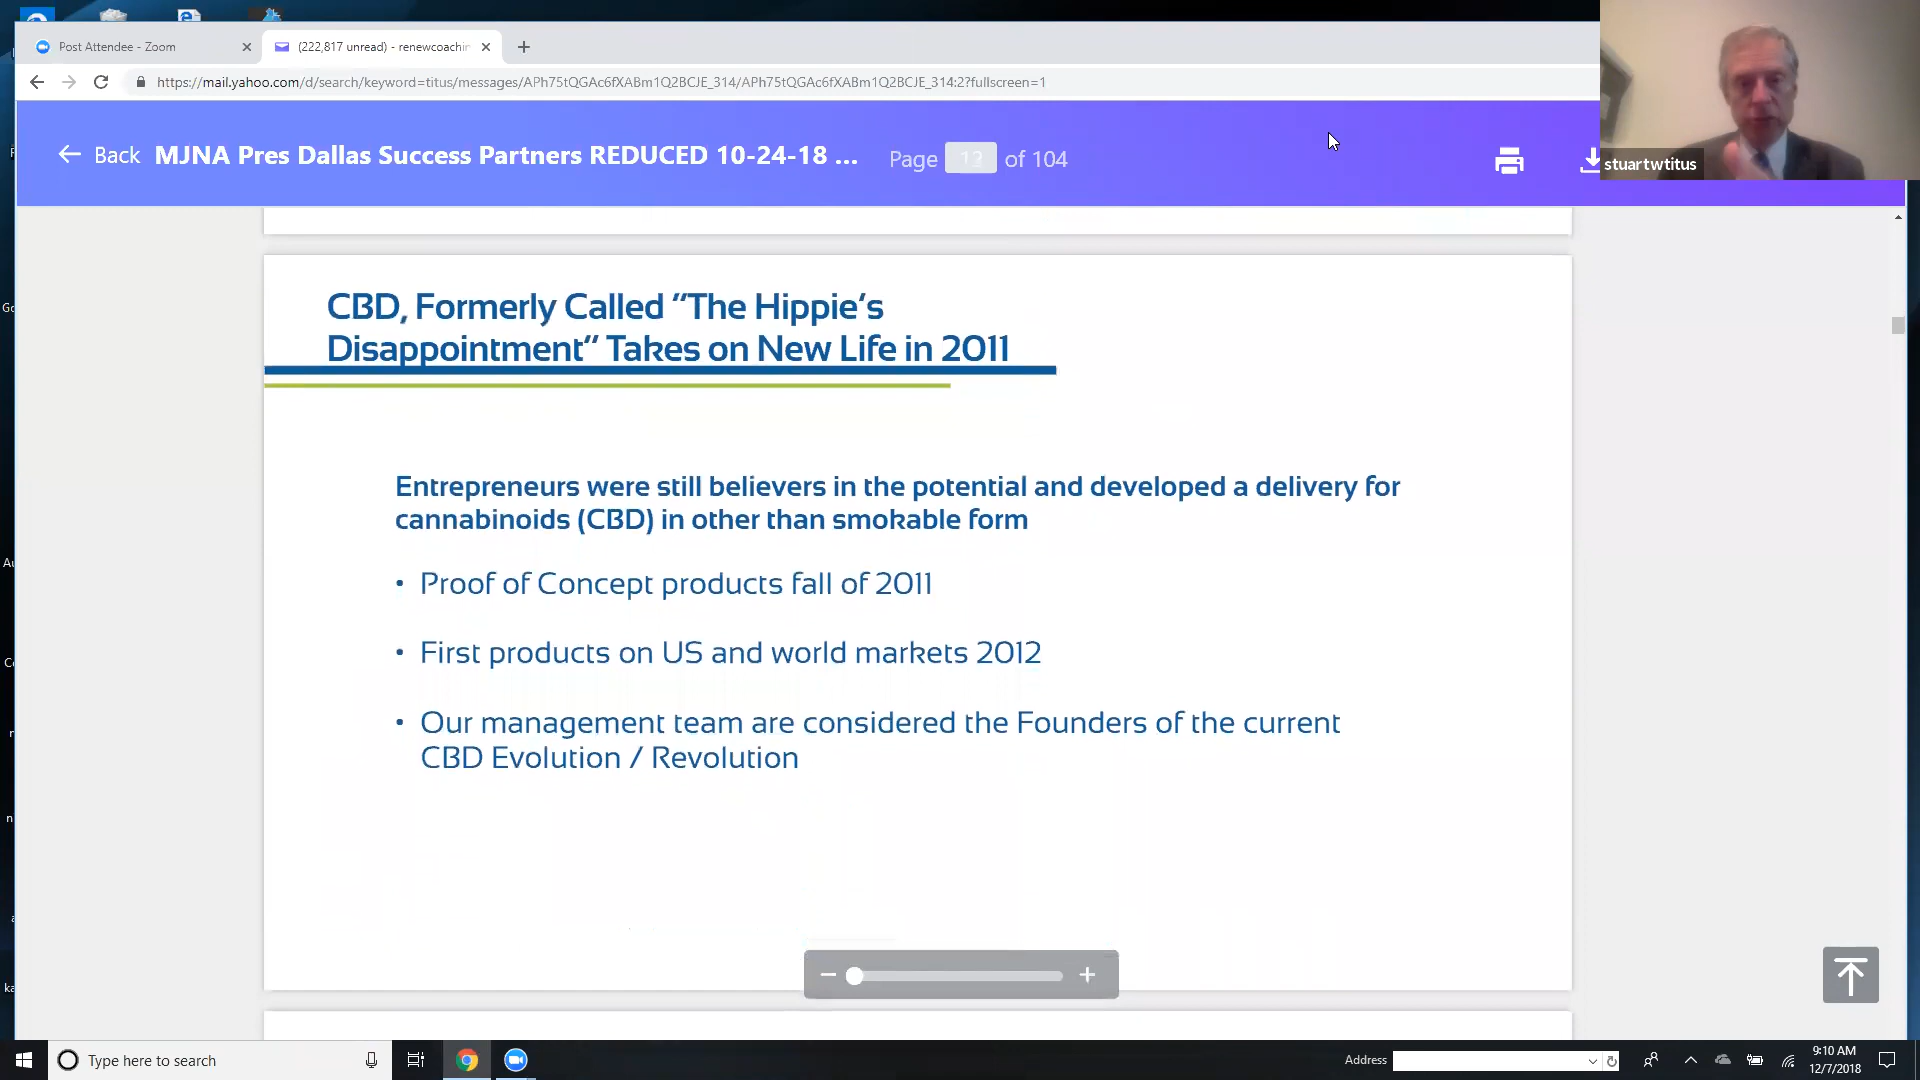 Post Attendee - Zoom
(222,817 unread) - renewcoachin
https://mail.yahoo.com/d/search/keyword=titus/messages/APh75tQGAc6fXABm1Q2BCJE_314/APh75tQGAc6fXABm1Q2BCJE_314:2?fullscreen=1
Back MJNA Pres Dallas Success Partners REDUCED 10-24-18 ... Page 13 of 104
stuartwtitus
CBD, Formerly Called "The Hippie's
Disappointment" Takes on New Life in 2011
Entrepreneurs were still believers in the potential and developed a delivery for
cannabinoids (CBD) in other than smokable form
• Proof of Concept products fall of 2011
• First products on US and world markets 2012
• Our management team are considered the Founders of the current
CBD Evolution / Revolution
Type here to search
Address
9:10 AM
12/7/2018